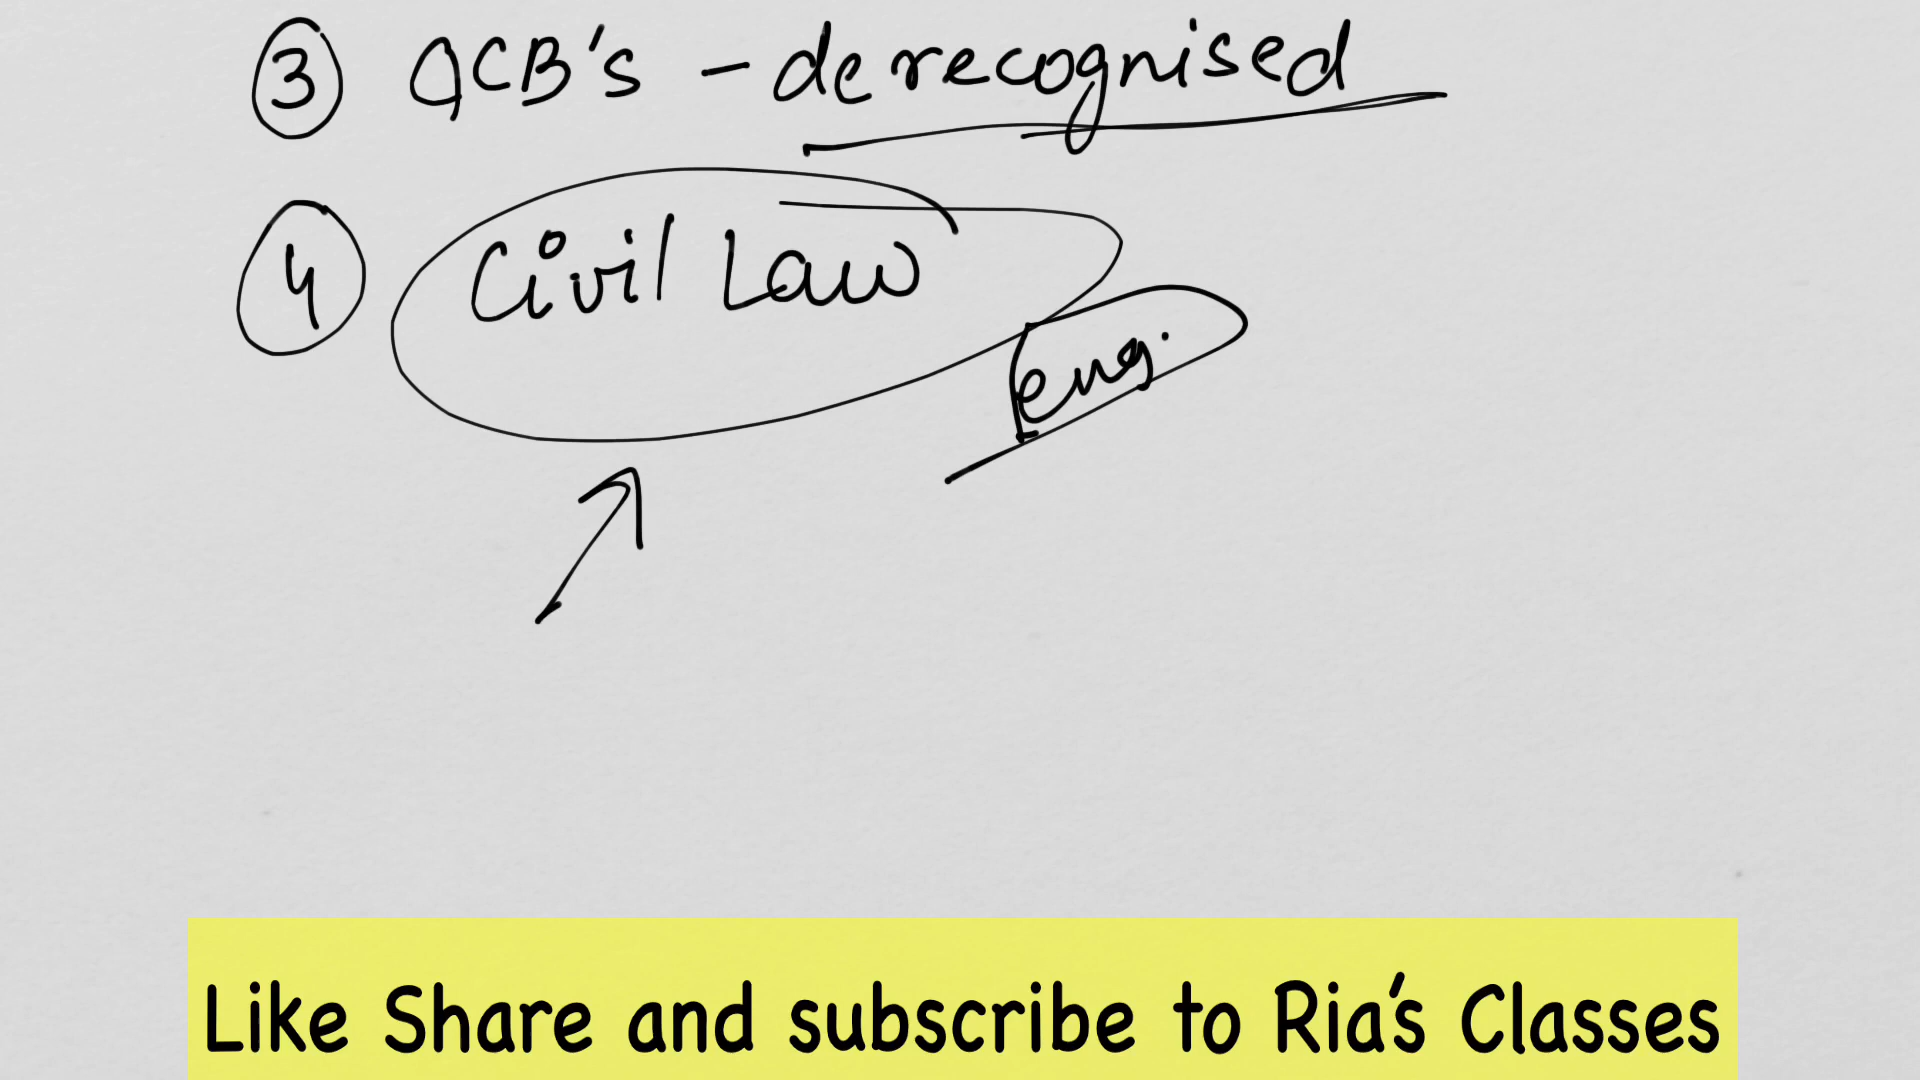 3 QCB's - derecognised
4 Civil Law
eng.
Like Share and subscribe to Ria's Classes